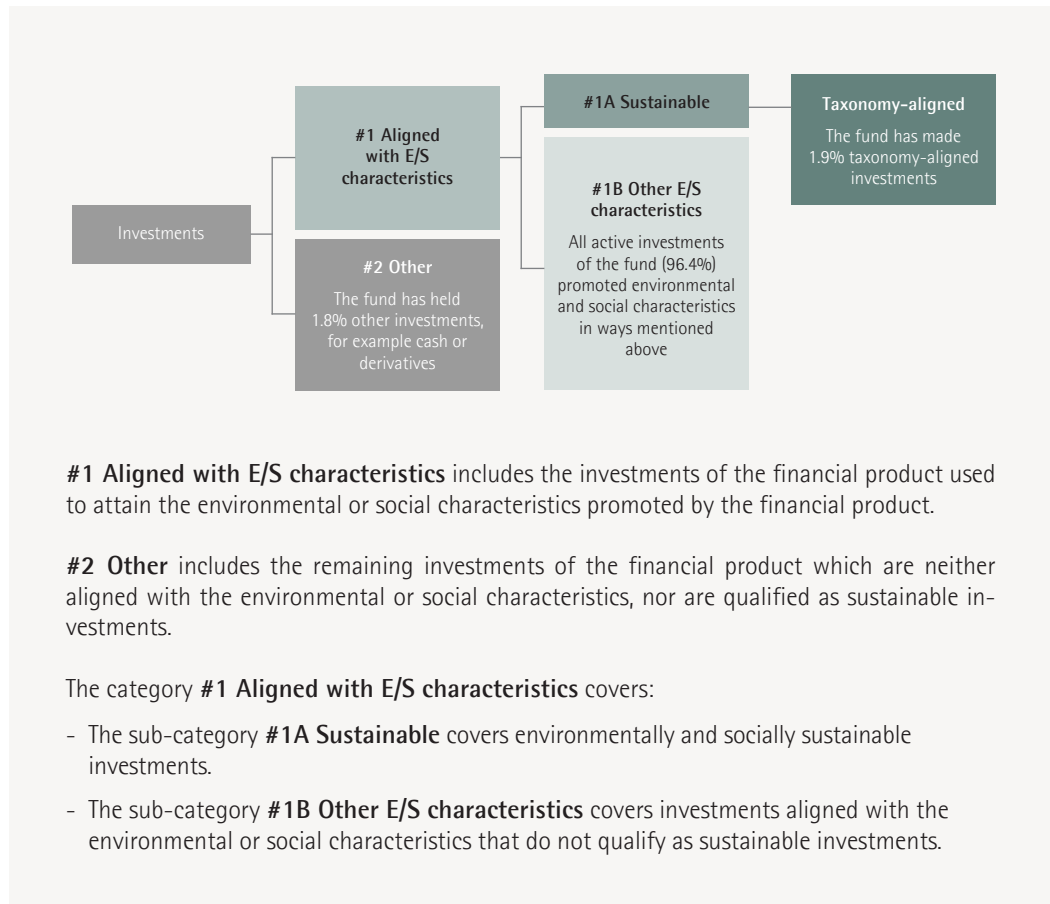 Investments
#1 Aligned
with E/S
characteristics
#2 Other
The fund has held
1.8% other investments,
for example cash or
derivatives
#1A Sustainable
#1B Other E/S
characteristics
All active investments
of the fund (96.4%)
promoted environmental
and social characteristics
in ways mentioned
above
Taxonomy-aligned
The fund has made
1.9% taxonomy-aligned
investments
#1 Aligned with E/S characteristics includes the investments of the financial product used
to attain the environmental or social characteristics promoted by the financial product.
#2 Other includes the remaining investments of the financial product which are neither
aligned with the environmental or social characteristics, nor are qualified as sustainable in-
vestments.
The category #1 Aligned with E/S characteristics covers:
- The sub-category #1A Sustainable covers environmentally and socially sustainable
investments.
- The sub-category #1B Other E/S characteristics covers investments aligned with the
environmental or social characteristics that do not qualify as sustainable investments.